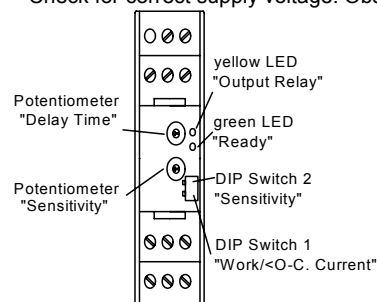 Check for correct supply voltage. Obs
yellow LED
"Output Relay"
Potentiometer
"Delay Time"
green LED
"Ready"
Potentiometer
"Sensitivity"
DIP Switch 2
"Sensitivity"
DIP Switch 1
"Work/<O-C. Current"